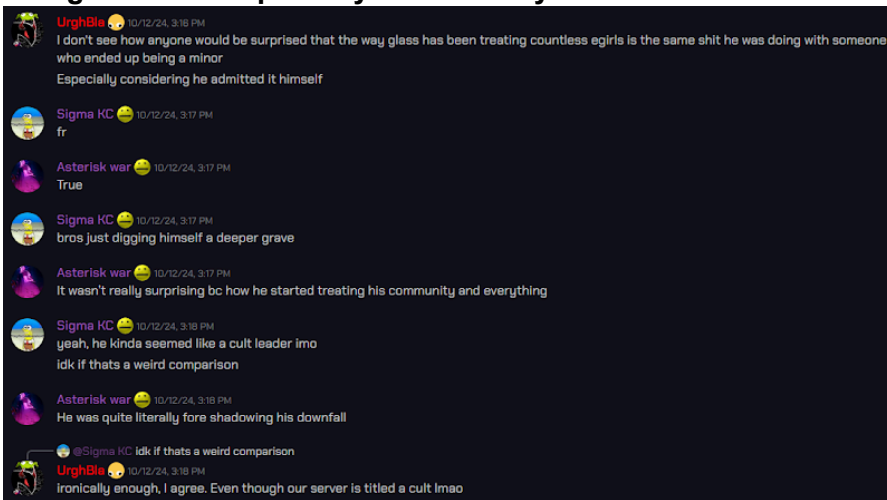 UrghBle 10/12/24, 3:16 PM
I don't see how anyone would be surprised that the way glass has been treating countless egirls is the same shit he was doing with someone
who ended up being a minor
Especially considering he admitted it himself
Sigma KC 10/12/24, 3:17 PM
fr
Asterisk war 10/12/24, 3:17 PM
True
Sigma KC 10/12/24, 3:17 PM
bros just digging himself a deeper grave
Asterisk war 10/12/24, 3:17 PM
It wasn't really surprising bc how he started treating his community and everything
Sigma KC 10/12/24, 3:18 PM
yeah, he kinda seemed like a cult leader imo
idk if thats a weird comparison
Asterisk war 10/12/24, 3:18 PM
He was quite literally fore shadowing his downfall
@Sigma KC idk if thats a weird comparison
UrghBle 10/12/24, 3:18 PM
ironically enough, I agree. Even though our server is titled a cult lmao